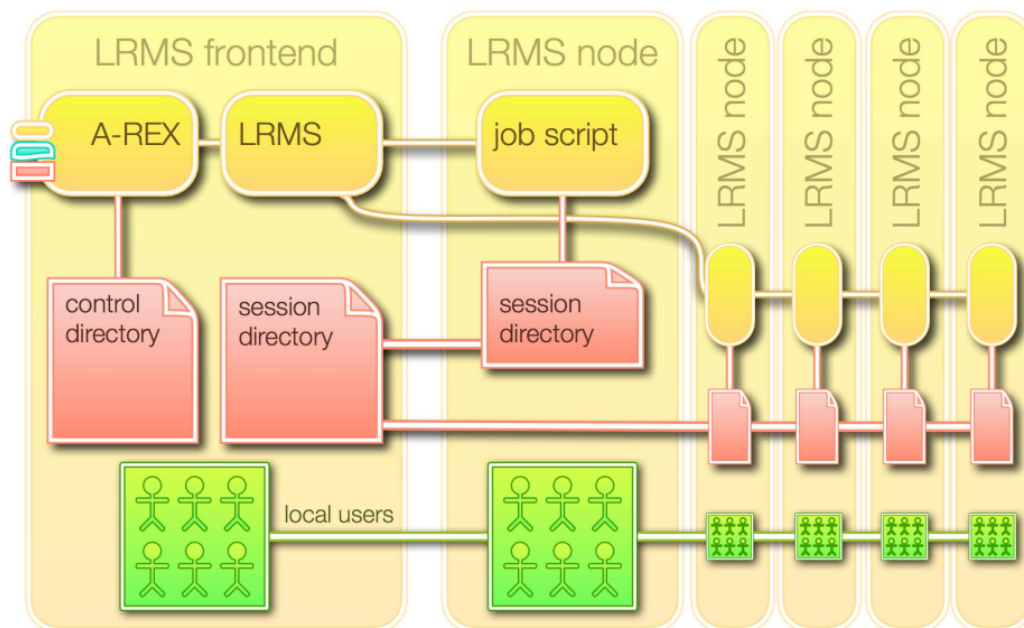 LRMS frontend
LRMS node
LRMS node
LRMS node
LRMS node
LRMS node
A-REX
LRMS
job script
control
directory
session
directory
session
directory
local users